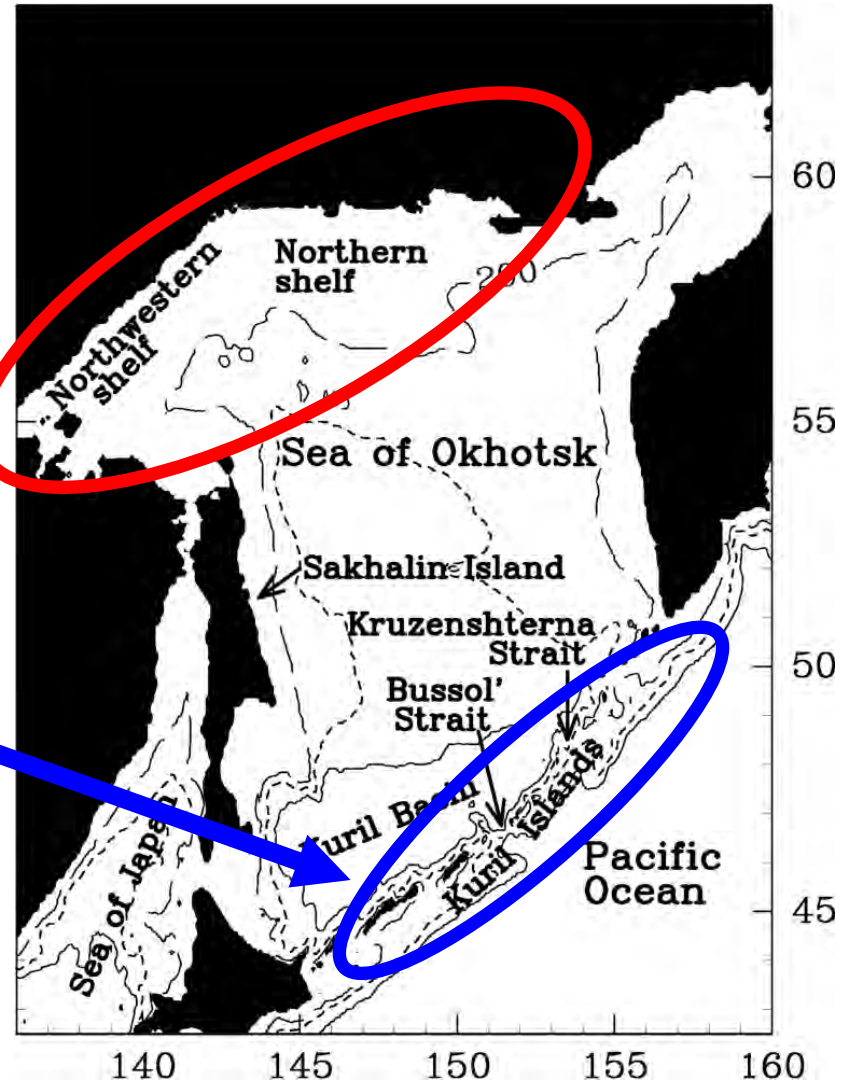 60
Northern
shelf
200
Northwestern
shelf
55
Sea of Okhotsk
Sakhalin Island
Kruzenshterna
Strait
50
Bussol'
Strait
Kuril Basin
Kuril Islands
Pacific
Ocean
Sea of Japan
45
140 145 150 155 160